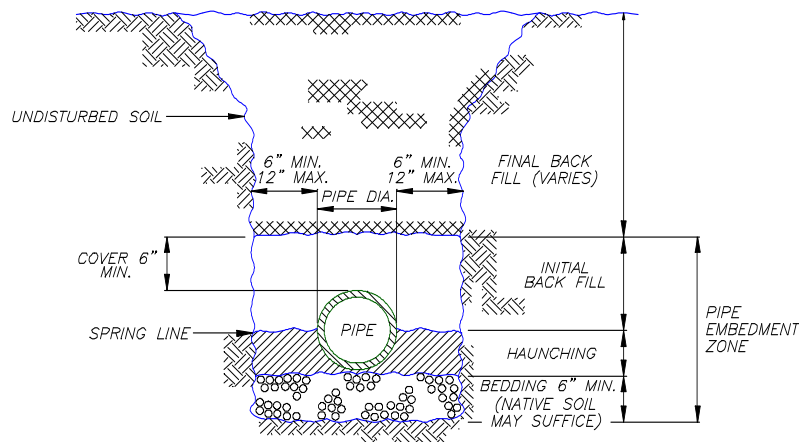 UNDISTURBED SOIL
6" MIN.
12" MAX.
6" MIN.
12" MAX.
PIPE DIA.
FINAL BACK
FILL (VARIES)
COVER 6"
MIN.
INITIAL
BACK FILL
SPRING LINE
PIPE
PIPE
EMBEDMENT
ZONE
HAUNCHING
BEDDING 6" MIN.
(NATIVE SOIL
MAY SUFFICE)